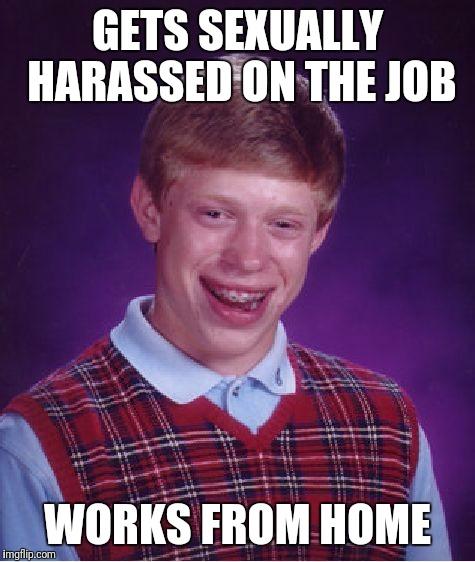 GETS SEXUALLY
HARASSED ON THE JOB
WORKS FROM HOME
imgflip.com